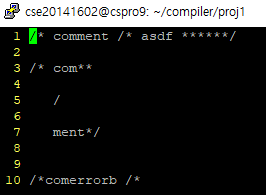 cse20141602@cspro9: ~/compiler/proj1
1 /* comment /* asdf ******/
2
3 /* com**
4
5 /
6
7 ment*/
8
9
10 /*comerrorb /*